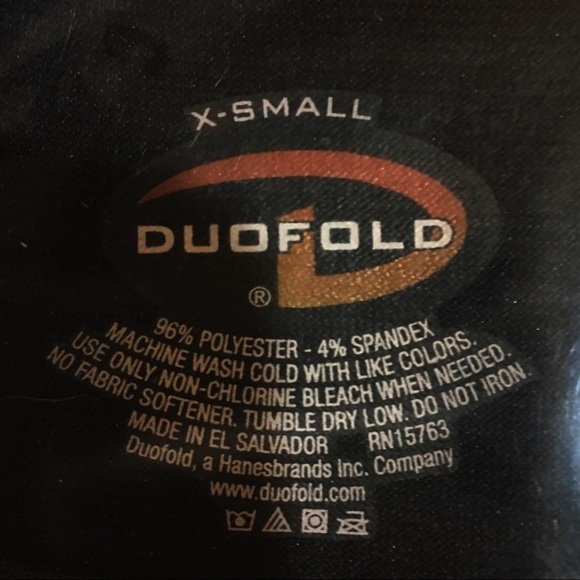 X-SMALL
DUOFOLD
®
96% POLYESTER - 4% SPANDEX
MACHINE WASH COLD WITH LIKE COLORS.
USE ONLY NON-CHLORINE BLEACH WHEN NEEDED.
NO FABRIC SOFTENER. TUMBLE DRY LOW. DO NOT IRON.
MADE IN EL SALVADOR RN15763
Duofold, a Hanesbrands Inc. Company
www.duofold.com